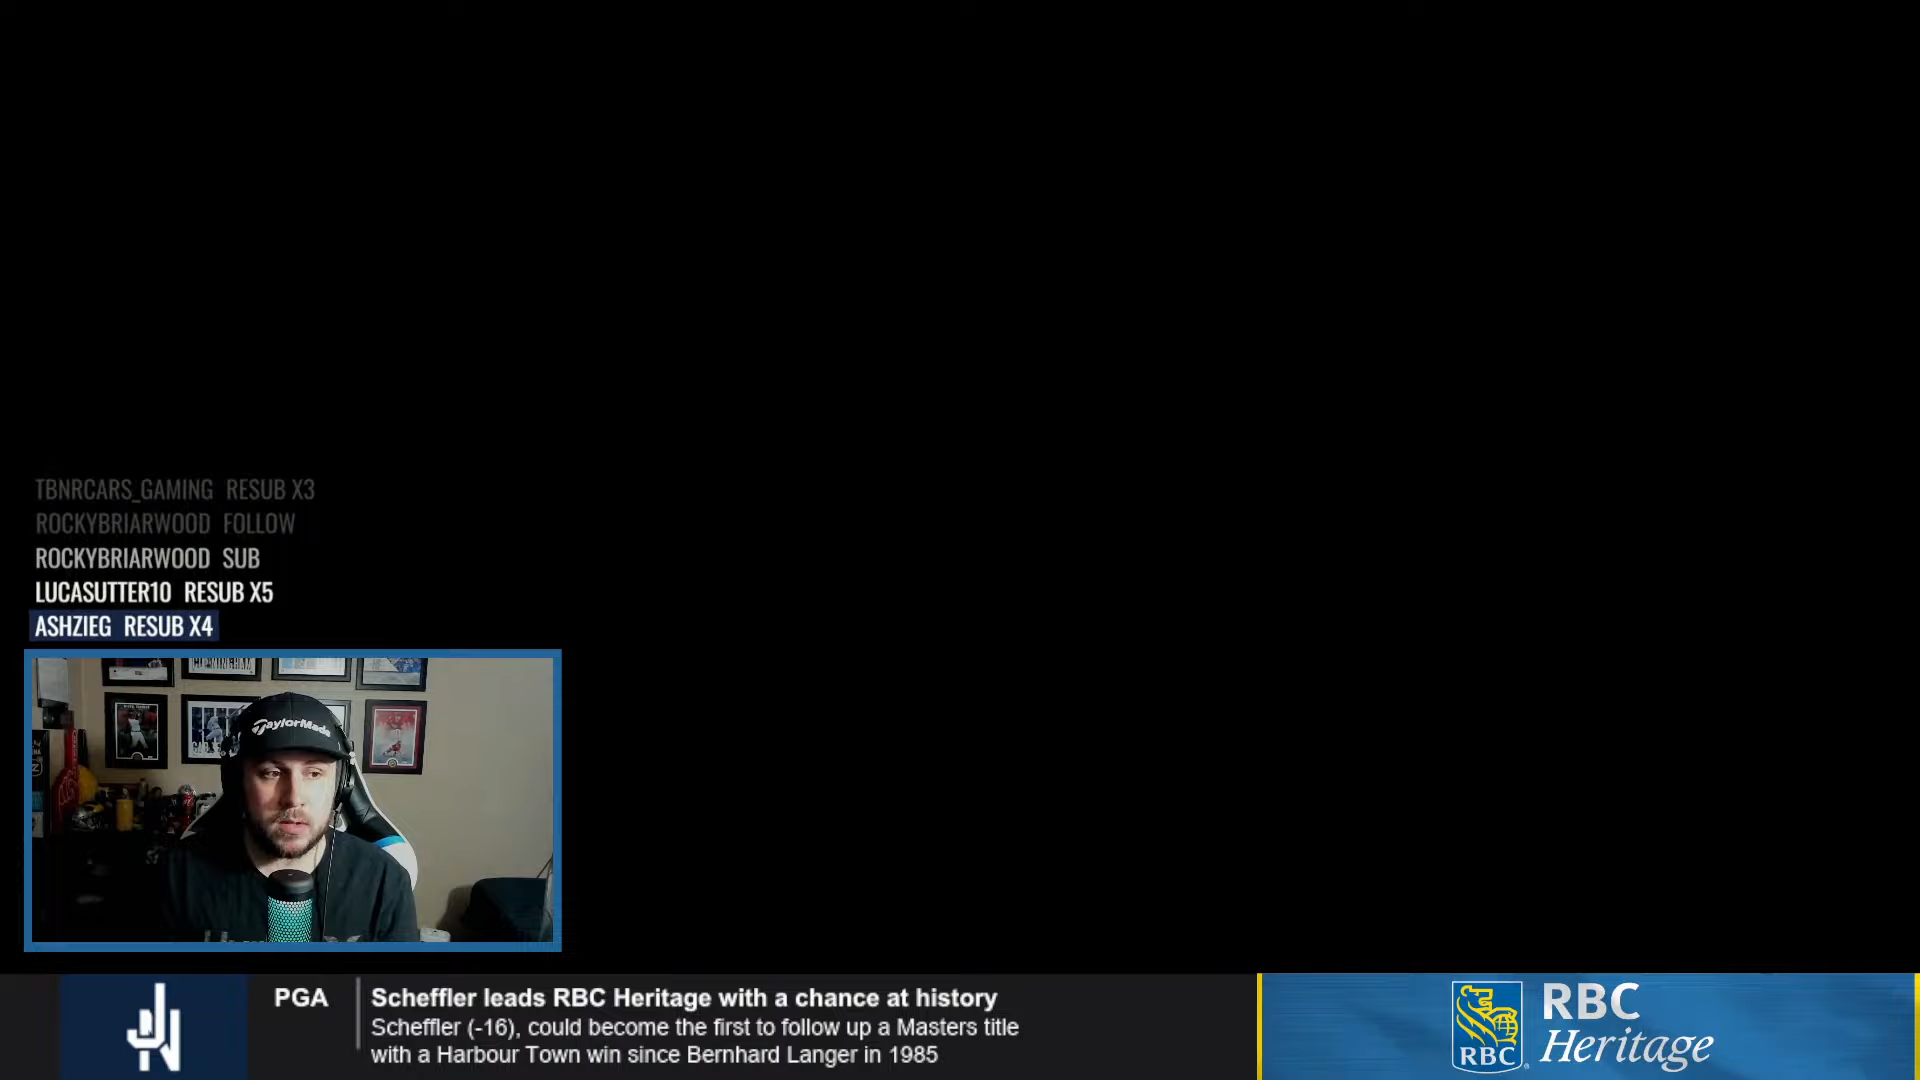 TBNRCARS_GAMING RESUB X3
ROCKYBRIARWOOD FOLLOW
ROCKYBRIARWOOD SUB
LUCASUTTER10 RESUB X5
ASHZIEG RESUB X4
TaylorMade
JN
PGA
Scheffler leads RBC Heritage with a chance at history
Scheffler (-16), could become the first to follow up a Masters title
with a Harbour Town win since Bernhard Langer in 1985
RBC
RBC
Heritage